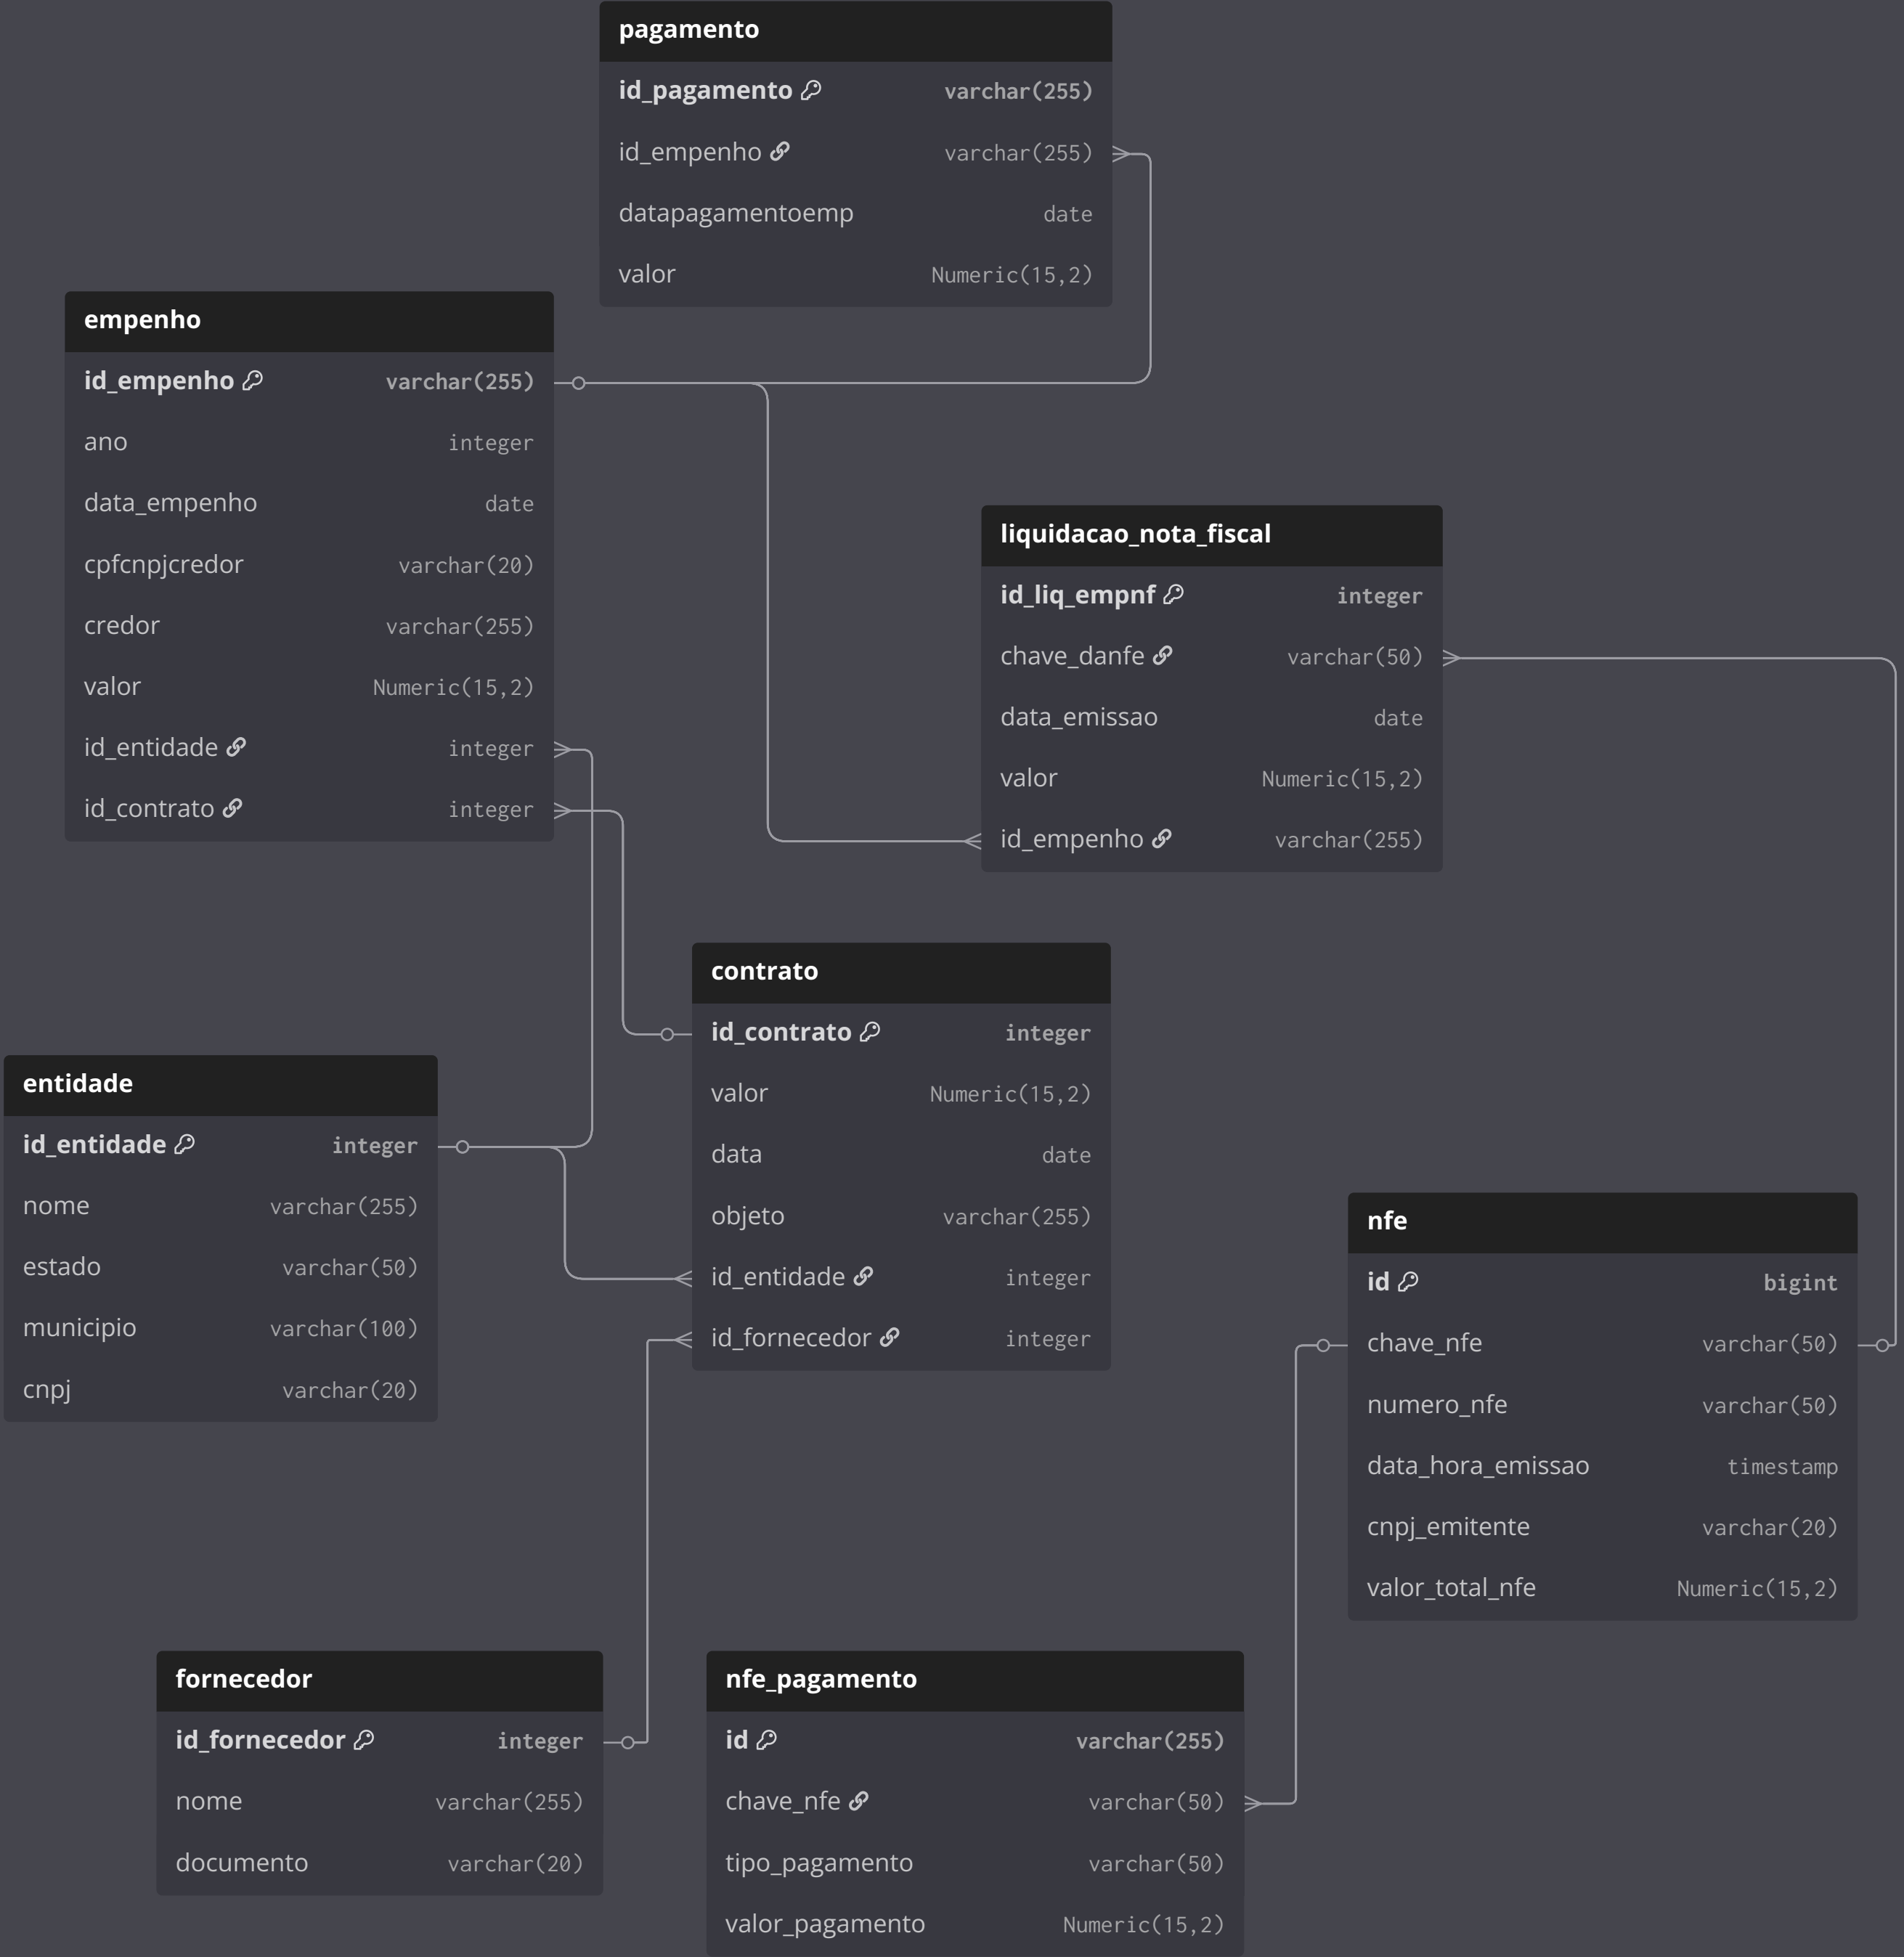 pagamento
id_pagamento varchar(255)
id_empenho varchar(255)
datapagamentoemp date
valor Numeric(15,2)
empenho
id_empenho varchar(255)
ano integer
data_empenho date
cpfcnpjcredor varchar(20)
credor varchar(255)
valor Numeric(15,2)
id_entidade integer
id_contrato integer
liquidacao_nota_fiscal
id_liq_empnf integer
chave_danfe varchar(50)
data_emissao date
valor Numeric(15,2)
id_empenho varchar(255)
contrato
id_contrato integer
valor Numeric(15,2)
data date
objeto varchar(255)
id_entidade integer
id_fornecedor integer
entidade
id_entidade integer
nome varchar(255)
estado varchar(50)
municipio varchar(100)
cnpj varchar(20)
nfe
id bigint
chave_nfe varchar(50)
numero_nfe varchar(50)
data_hora_emissao timestamp
cnpj_emitente varchar(20)
valor_total_nfe Numeric(15,2)
fornecedor
id_fornecedor integer
nome varchar(255)
documento varchar(20)
nfe_pagamento
id varchar(255)
chave_nfe varchar(50)
tipo_pagamento varchar(50)
valor_pagamento Numeric(15,2)